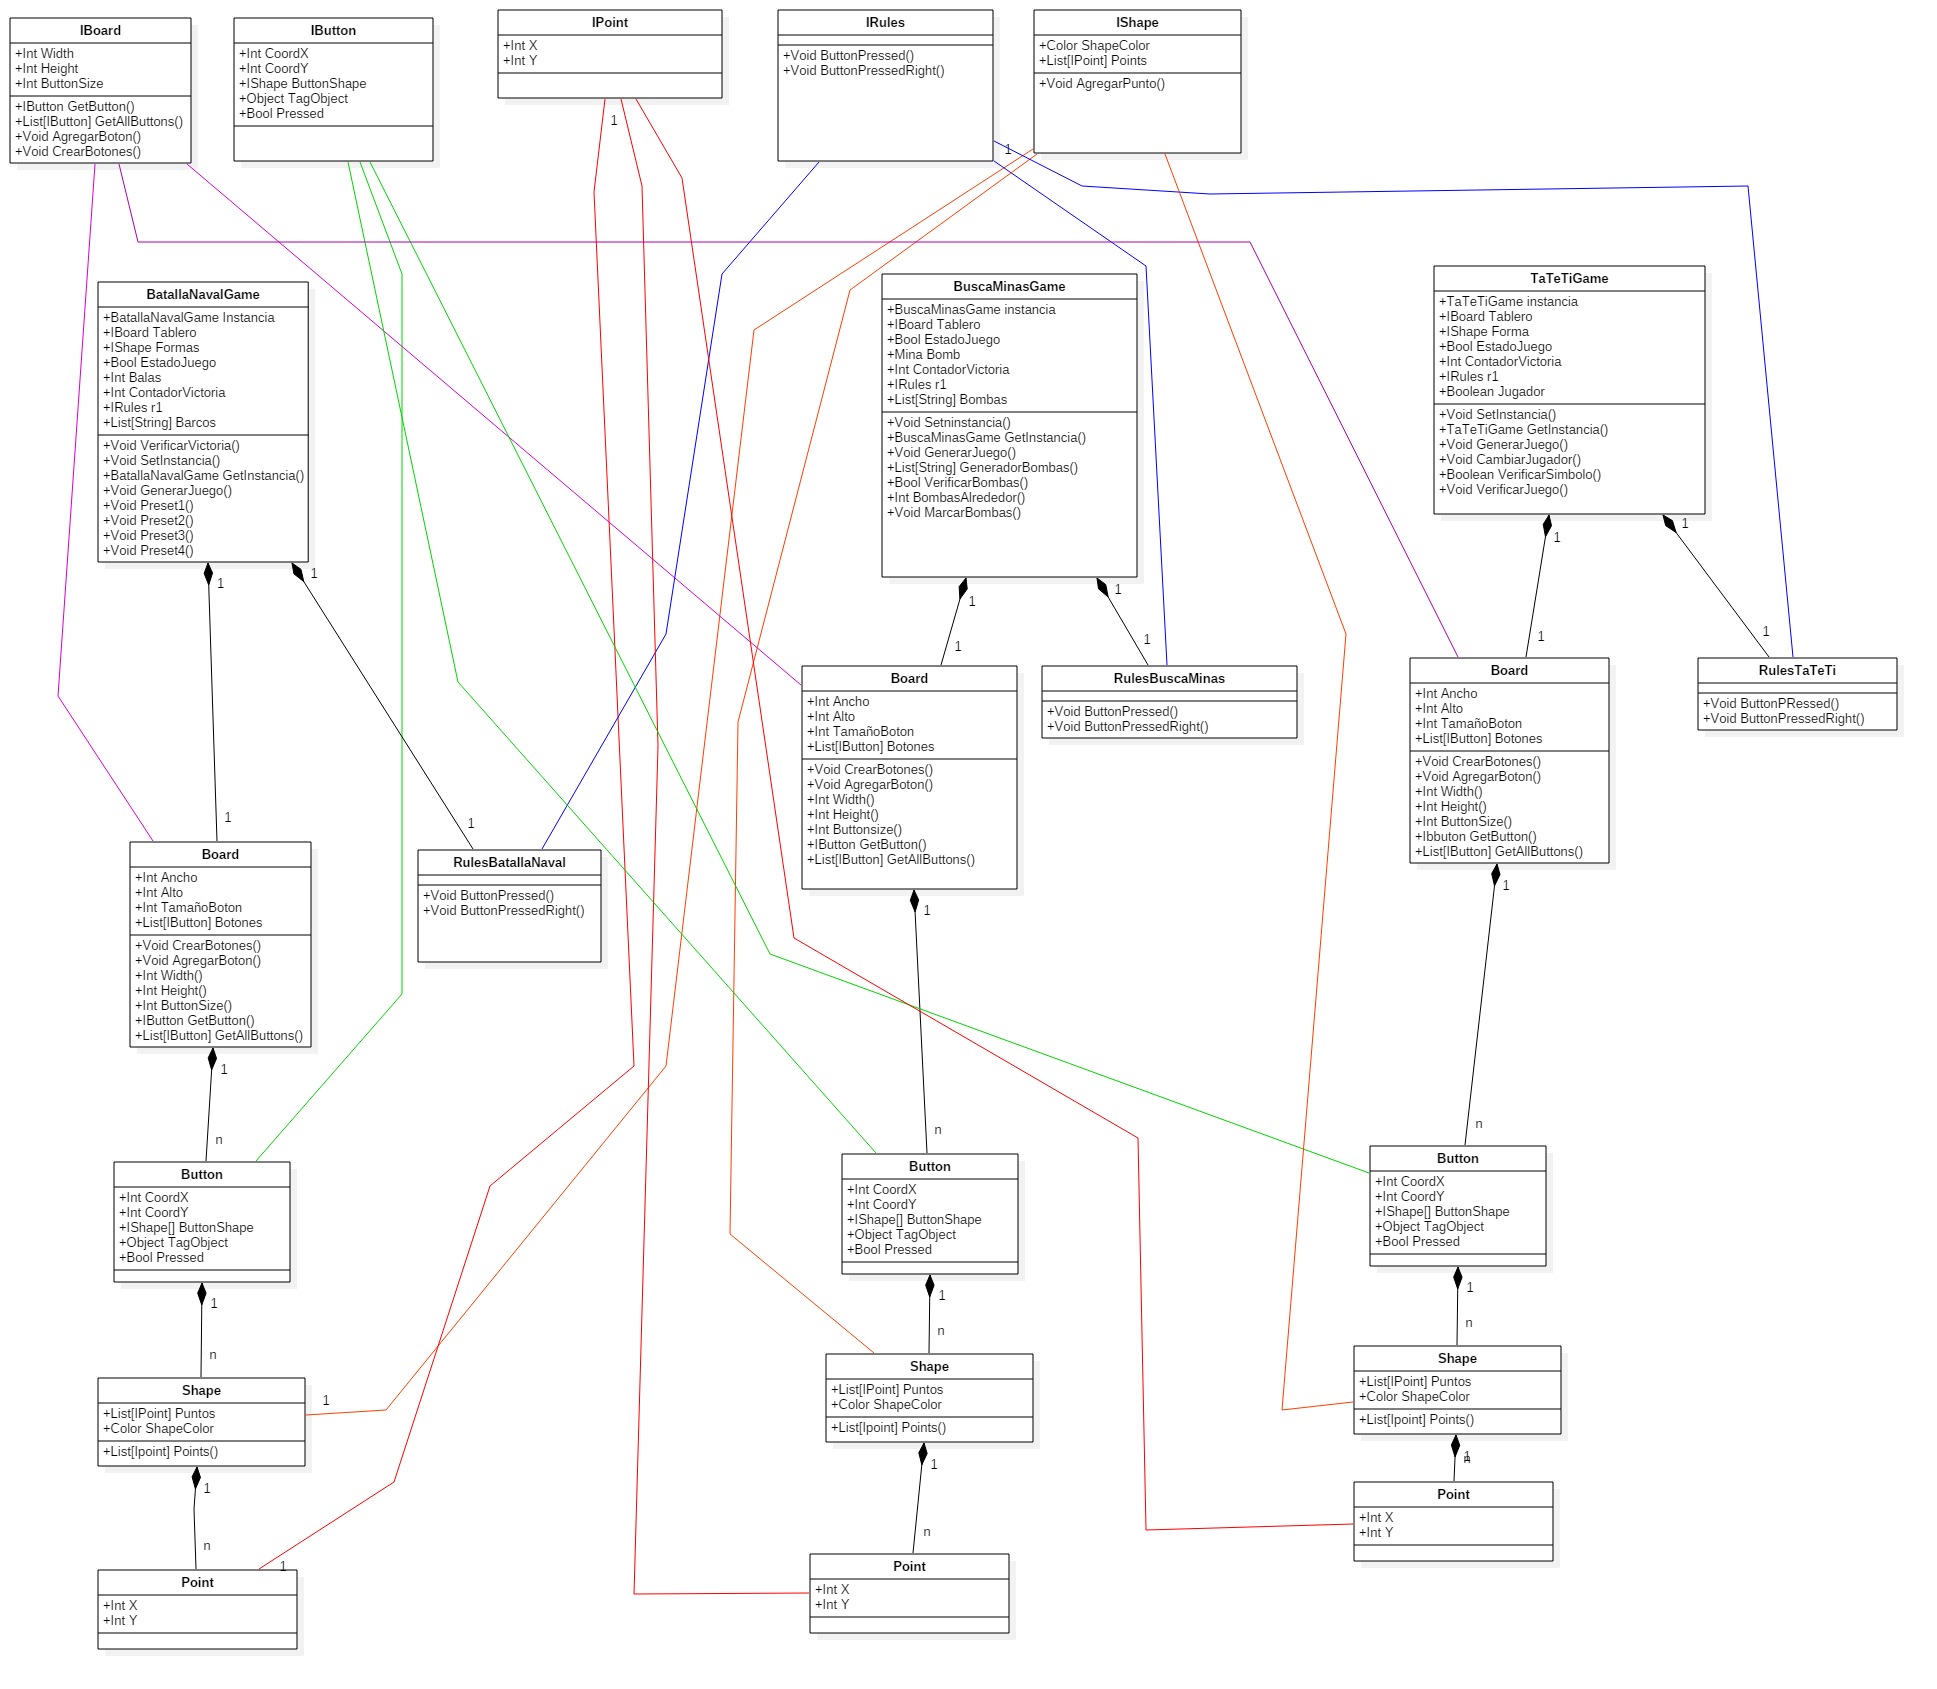 IBoard
+Int Width
+Int Height
+Int ButtonSize
+IButton GetButton()
+List[IButton] GetAllButtons()
+Void AgregarBoton()
+Void CrearBotones()
IButton
+Int CoordX
+Int CoordY
+IShape ButtonShape
+Object TagObject
+Bool Pressed
IPoint
+Int X
+Int Y
1
IRules
+Void ButtonPressed()
+Void ButtonPressedRight()
1
IShape
+Color ShapeColor
+List[IPoint] Points
+Void AgregarPunto()
BatallaNavalGame
+BatallaNavalGame Instancia
+IBoard Tablero
+IShape Formas
+Bool EstadoJuego
+Int Balas
+Int ContadorVictoria
+IRules r1
+List[String] Barcos
+Void VerificarVictoria()
+Void SetInstancia()
+BatallaNavalGame GetInstancia()
+Void GenerarJuego()
+Void Preset1()
+Void Preset2()
+Void Preset3()
+Void Preset4()
1
1
1
1
BuscaMinasGame
+BuscaMinasGame instancia
+IBoard Tablero
+Bool EstadoJuego
+Mina Bomb
+Int ContadorVictoria
+IRules r1
+List[String] Bombas
+Void Setninstancia()
+BuscaMinasGame GetInstancia()
+Void GenerarJuego()
+List[String] GeneradorBombas()
+Bool VerificarBombas()
+Int BombasAlrededor()
+Void MarcarBombas()
1
1
1
1
TaTeTiGame
+TaTeTiGame instancia
+IBoard Tablero
+IShape Forma
+Bool EstadoJuego
+Int ContadorVictoria
+IRules r1
+Boolean Jugador
+Void SetInstancia()
+TaTeTiGame GetInstancia()
+Void GenerarJuego()
+Void CambiarJugador()
+Boolean VerificarSimbolo()
+Void VerificarJuego()
1
1
1
1
Board
+Int Ancho
+Int Alto
+Int TamañoBoton
+List[IButton] Botones
+Void CrearBotones()
+Void AgregarBoton()
+Int Width()
+Int Height()
+Int ButtonSize()
+IButton GetButton()
+List[IButton] GetAllButtons()
1
n
RulesBatallaNaval
+Void ButtonPressed()
+Void ButtonPressedRight()
Board
+Int Ancho
+Int Alto
+Int TamañoBoton
+List[IButton] Botones
+Void CrearBotones()
+Void AgregarBoton()
+Int Width()
+Int Height()
+Int Buttonsize()
+IButton GetButton()
+List[IButton] GetAllButtons()
1
n
RulesBuscaMinas
+Void ButtonPressed()
+Void ButtonPressedRight()
Board
+Int Ancho
+Int Alto
+Int TamañoBoton
+List[IButton] Botones
+Void CrearBotones()
+Void AgregarBoton()
+Int Width()
+Int Height()
+Int ButtonSize()
+Ibbuton GetButton()
+List[IButton] GetAllButtons()
1
n
RulesTaTeTi
+Void ButtonPRessed()
+Void ButtonPressedRight()
Button
+Int CoordX
+Int CoordY
+IShape[] ButtonShape
+Object TagObject
+Bool Pressed
1
n
Button
+Int CoordX
+Int CoordY
+IShape[] ButtonShape
+Object TagObject
+Bool Pressed
1
n
Button
+Int CoordX
+Int CoordY
+IShape[] ButtonShape
+Object TagObject
+Bool Pressed
1
n
Shape
+List[IPoint] Puntos
+Color ShapeColor
+List[Ipoint] Points()
1
1
n
Shape
+List[IPoint] Puntos
+Color ShapeColor
+List[Ipoint] Points()
1
n
Shape
+List[IPoint] Puntos
+Color ShapeColor
+List[Ipoint] Points()
1
n
Point
+Int X
+Int Y
1
Point
+Int X
+Int Y
Point
+Int X
+Int Y